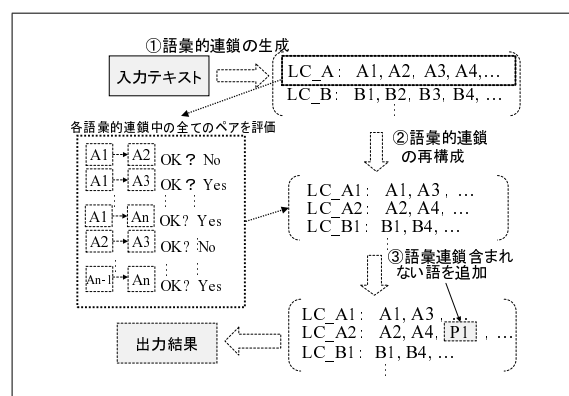 ①語彙的連鎖の生成
入力テキスト
LC_A: A1, A2, A3, A4,…
LC_B: B1, B2, B3, B4, …
各語彙的連鎖中の全てのペアを評価
A1 A2 OK? No
A1 A3 OK? Yes
A1 An OK? Yes
A2 A3 OK? No
An-1 An OK? Yes
②語彙的連鎖
の再構成
LC_A1: A1, A3, …
LC_A2: A2, A4, …
LC_B1: B1, B4, …
③語彙連鎖含まれ
ない語を追加
LC_A1: A1, A3, …
LC_A2: A2, A4, P1, …
LC_B1: B1, B4, …
出力結果